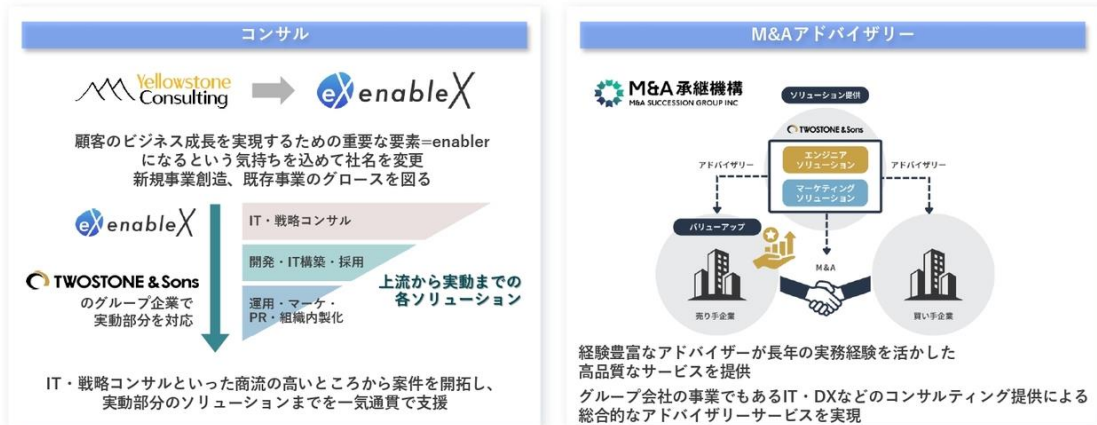 コンサル
Yellowstone
Consulting
eX enableX
顧客のビジネス成長を実現するための重要な要素=enabler
になるという気持ちを込めて社名を変更
新規事業創造、既存事業のグロースを図る
eX enableX
IT・戦略コンサル
開発・IT構築・採用
TWOSTONE & Sons
のグループ企業で
実動部分を対応
運用・マーケ・
PR・組織内製化
上流から実動までの
各ソリューション
IT・戦略コンサルといった商流の高いところから案件を開拓し、
実動部分のソリューションまでを一気通貫で支援
M&Aアドバイザリー
M&A承継機構
M&A SUCCESSION GROUP INC
ソリューション提供
TWOSTONE & Sons
エンジニア
ソリューション
マーケティング
ソリューション
アドバイザリー
アドバイザリー
バリューアップ
M&A
売り手企業
買い手企業
経験豊富なアドバイザーが長年の実務経験を活かした
高品質なサービスを提供
グループ会社の事業でもあるIT・DXなどのコンサルティング提供による
総合的なアドバイザリーサービスを実現